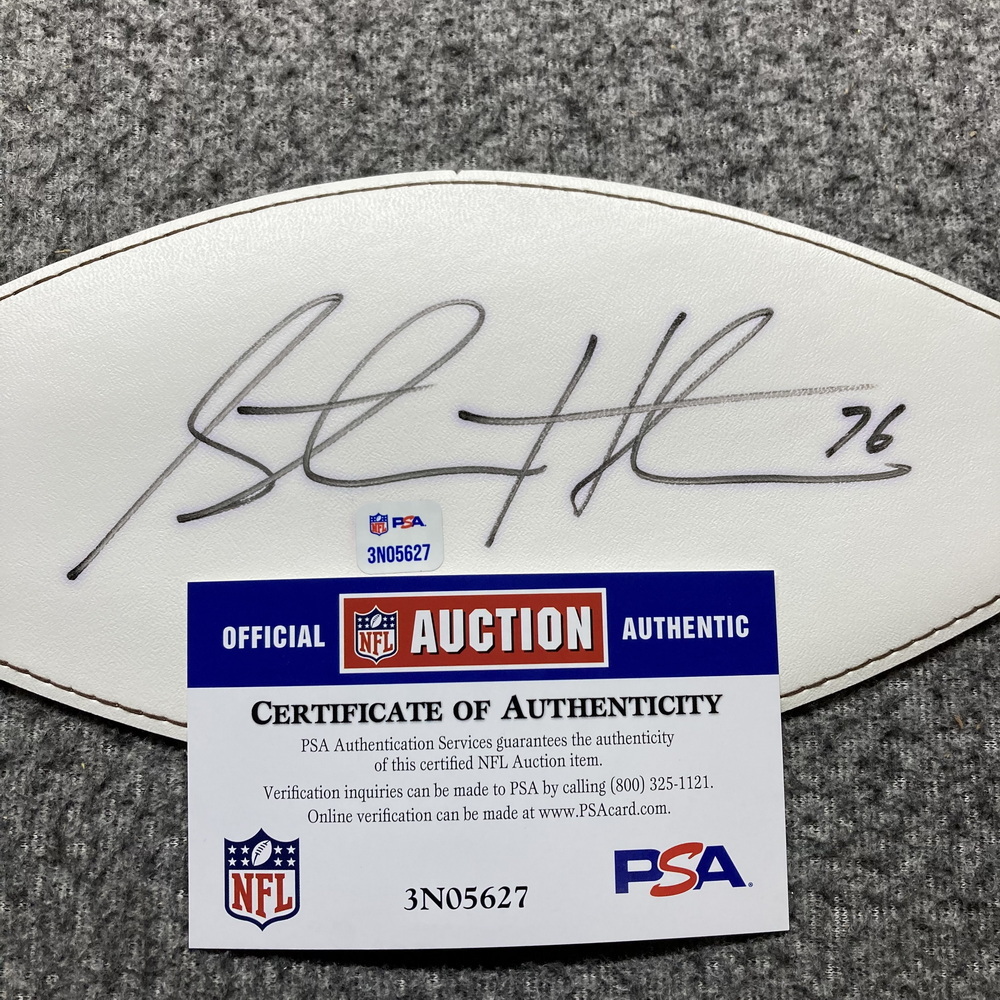 76
NFL PSA
3N05627
OFFICIAL NFL AUCTION AUTHENTIC
CERTIFICATE OF AUTHENTICITY
PSA Authentication Services guarantees the authenticity
of this certified NFL Auction item.
Verification inquiries can be made to PSA by calling (800) 325-1121.
Online verification can be made at www.PSAcard.com.
NFL 3N05627 PSA